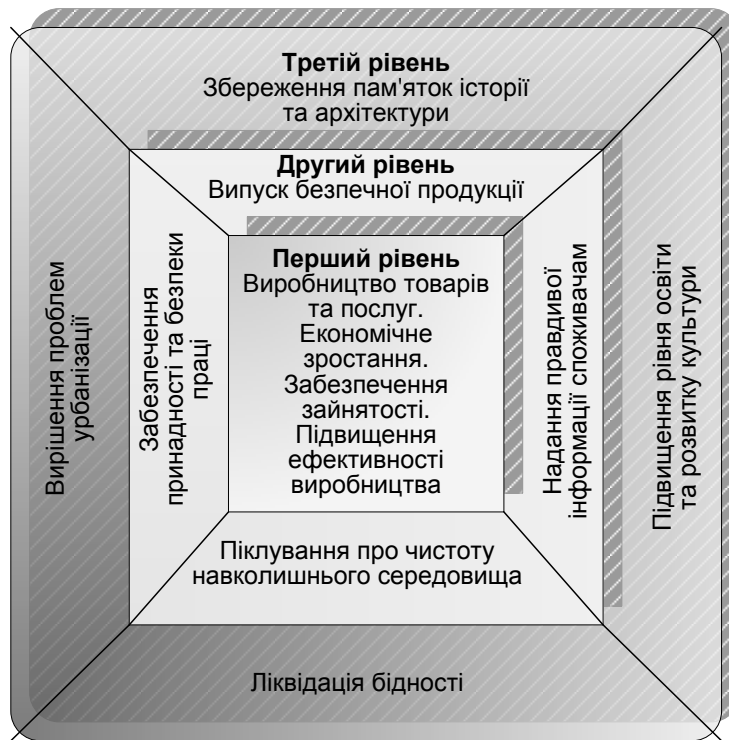 Третій рівень
Збереження пам'яток історії
та архітектури
Другий рівень
Випуск безпечної продукції
Перший рівень
Виробництво товарів
та послуг.
Економічне
зростання.
Забезпечення
зайнятості.
Підвищення
ефективності
виробництва
Вирішення проблем
урбанізації
Забезпечення
принадності та безпеки
праці
Надання правдивої
інформації споживачам
Підвищення рівня освіти
та розвитку культури
Піклування про чистоту
навколишнього середовища
Ліквідація бідності